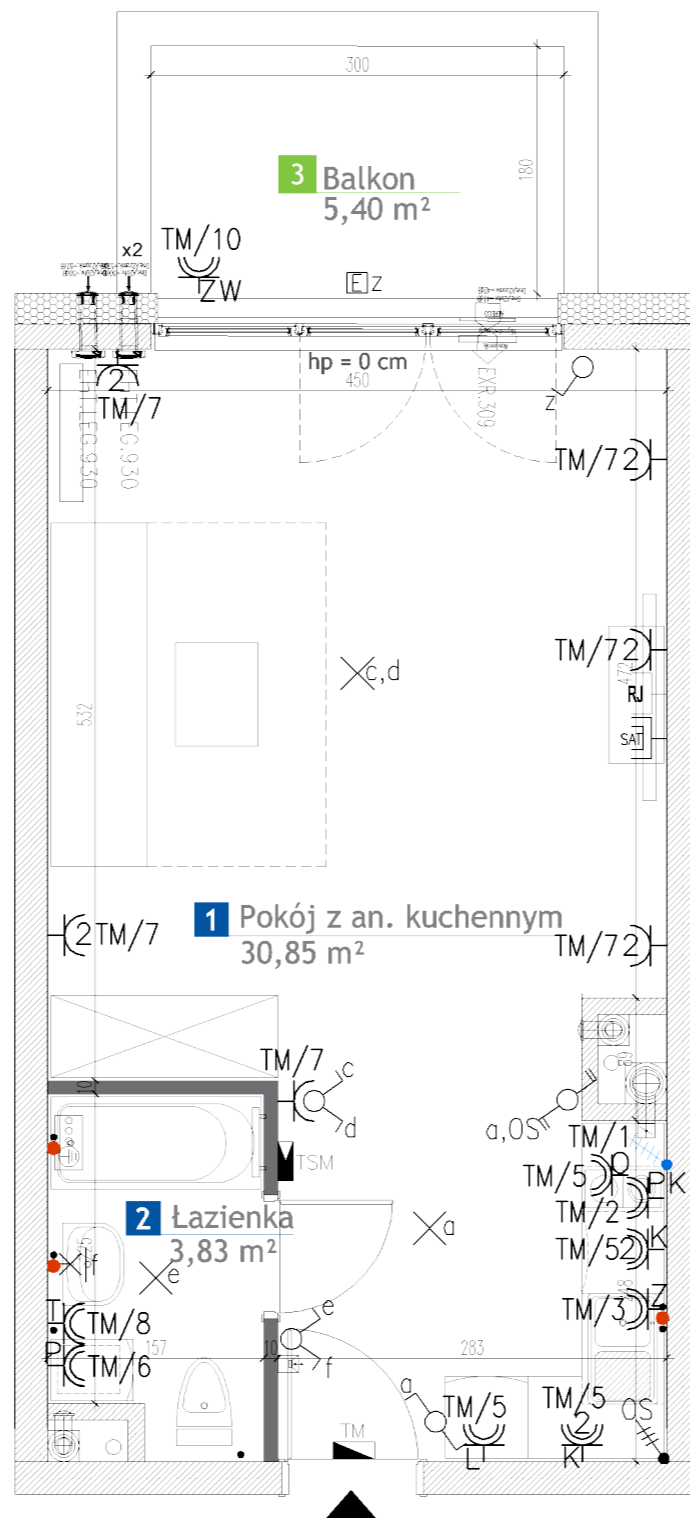 300
180
3 Balkon
5,40 m²
x2
TM/10
ZW
E Z
hp = 0 cm
450
EXR.309
z
2
TM/7
TM/7 2
532
c,d
TM/7 2
472
RJ
SAT
1 Pokój z an. kuchennym
30,85 m²
2 TM/7
TM/7 2
TM/7
c
d
10
a,OS
TSM
TM/1
TM/5
TM/2
PK
K
TM/5 2
Z
TM/3
2 Łazienka
3,83 m²
a
f
e
T
TM/8
P
TM/6
157
10
283
e
f
a
TM/5
L
TM/5
2
K
OS
TM